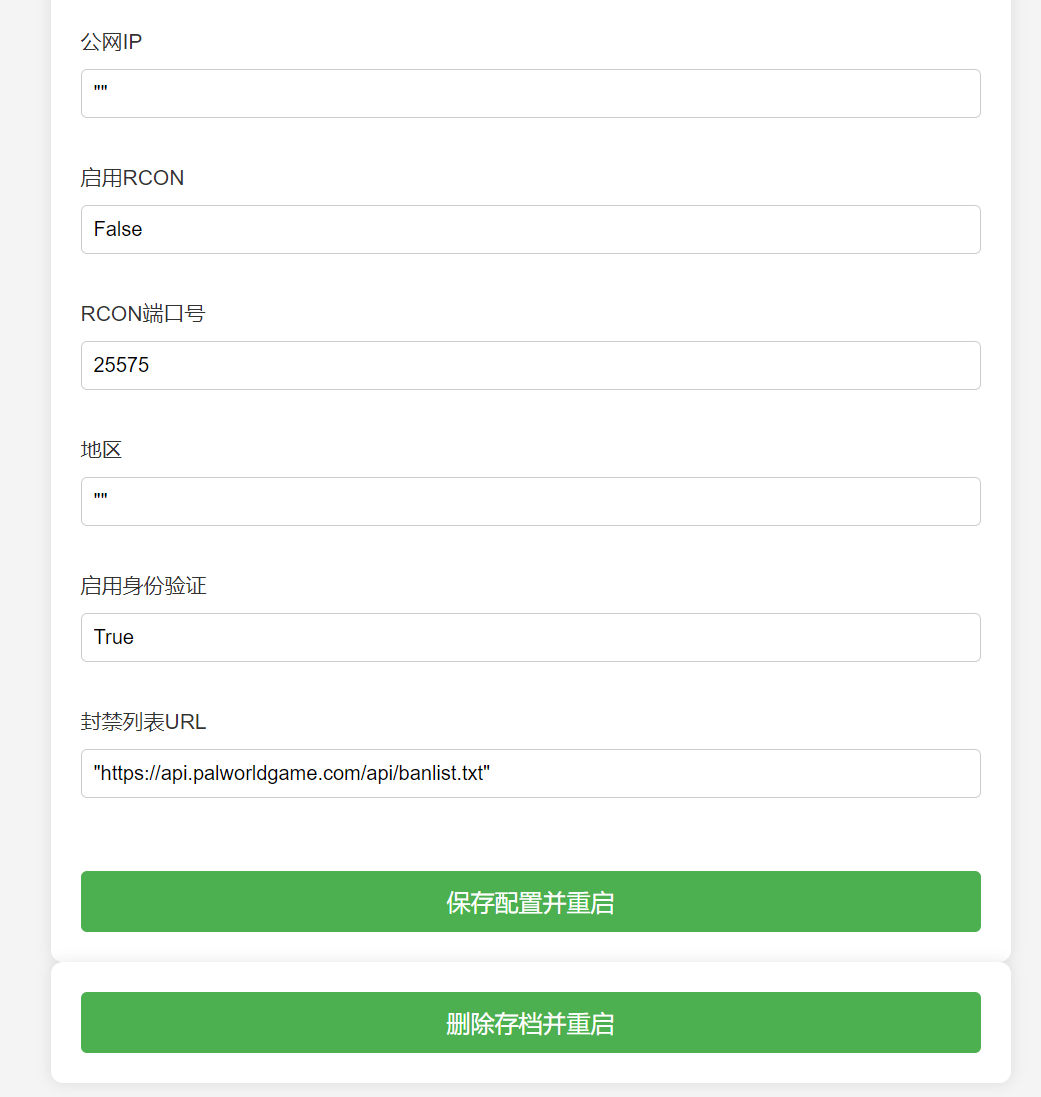 公网IP
""
启用RCON
False
RCON端口号
25575
地区
""
启用身份验证
True
封禁列表URL
"https://api.palworldgame.com/api/banlist.txt"
保存配置并重启
删除存档并重启